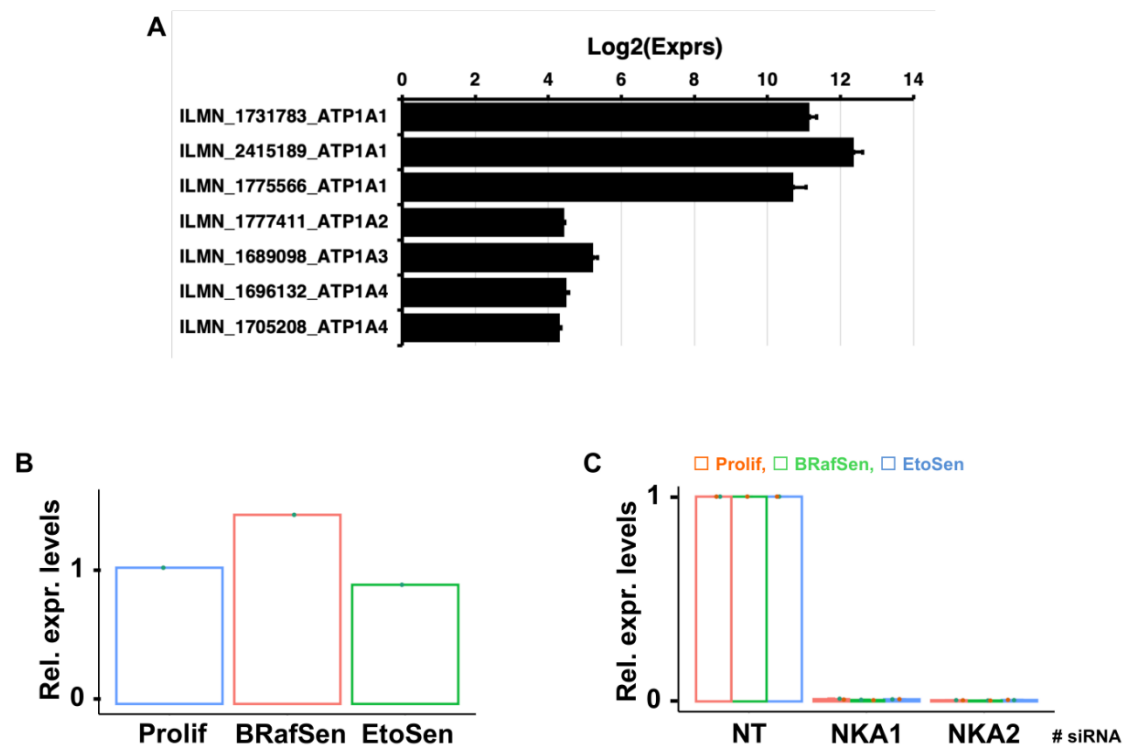 A
Log2(Exprs)
0 2 4 6 8 10 12 14
ILMN_1731783_ATP1A1
ILMN_2415189_ATP1A1
ILMN_1775566_ATP1A1
ILMN_1777411_ATP1A2
ILMN_1689098_ATP1A3
ILMN_1696132_ATP1A4
ILMN_1705208_ATP1A4
B
Rel. expr. levels
1
0
Prolif BRafSen EtoSen
C
Prolif, BRafSen, EtoSen
Rel. expr. levels
1
0
NT NKA1 NKA2 # siRNA